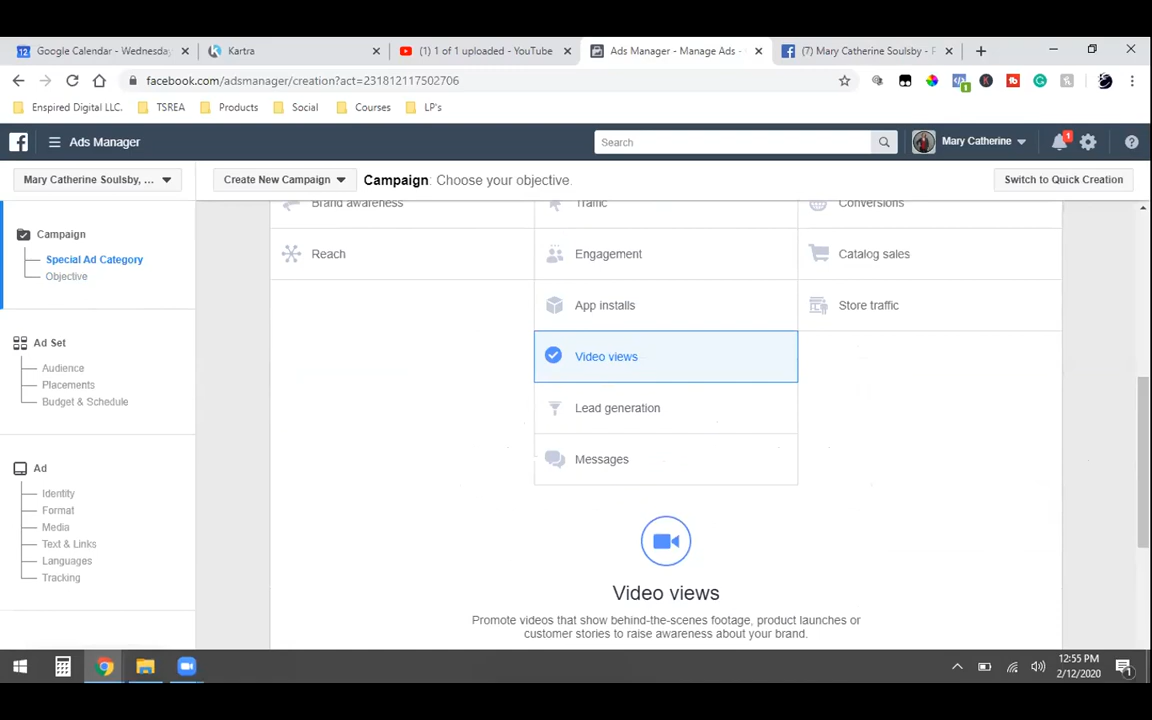 Google Calendar - Wednesday
Kartra
(1) 1 of 1 uploaded - YouTube
Ads Manager - Manage Ads -
(7) Mary Catherine Soulsby -
facebook.com/adsmanager/creation?act=231812117502706
Enspired Digital LLC.
TSREA
Products
Social
Courses
LP's
Ads Manager
Search
Mary Catherine
1
Mary Catherine Soulsby, ...
Create New Campaign
Campaign: Choose your objective.
Switch to Quick Creation
Campaign
Special Ad Category
Objective
Ad Set
Audience
Placements
Budget & Schedule
Ad
Identity
Format
Media
Text & Links
Languages
Tracking
Brand awareness
Traffic
Conversions
Reach
Engagement
Catalog sales
App installs
Store traffic
Video views
Lead generation
Messages
Video views
Promote videos that show behind-the-scenes footage, product launches or
customer stories to raise awareness about your brand.
12:55 PM
2/12/2020